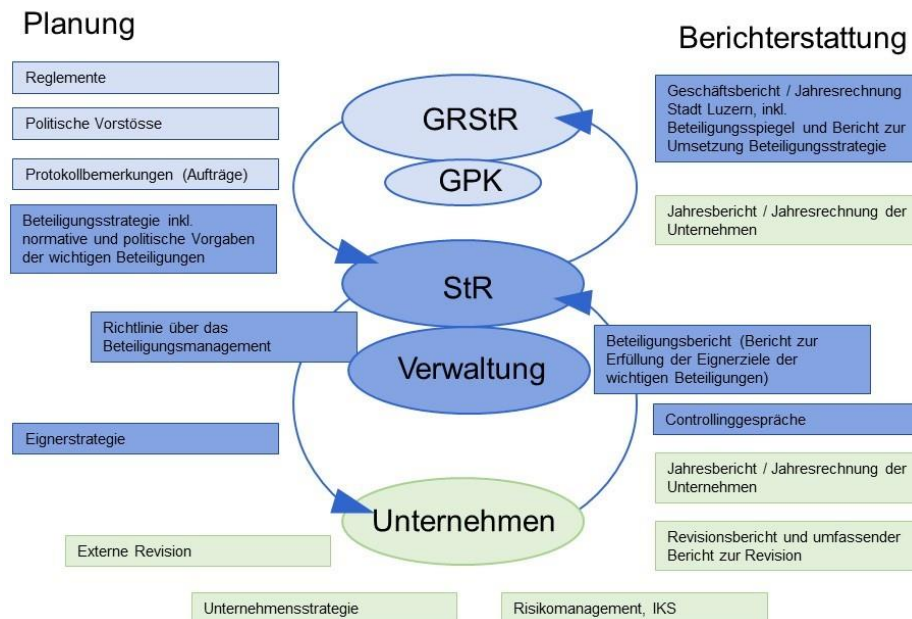 Planung
Reglemente
Politische Vorstösse
Protokollbemerkungen (Aufträge)
Beteiligungsstrategie inkl.
normative und politische Vorgaben
der wichtigen Beteiligungen
Richtlinie über das
Beteiligungsmanagement
Eignerstrategie
Externe Revision
Unternehmensstrategie
GRStR
GPK
StR
Verwaltung
Unternehmen
Berichterstattung
Geschäftsbericht / Jahresrechnung
Stadt Luzern, inkl.
Beteiligungsspiegel und Bericht zur
Umsetzung Beteiligungsstrategie
Jahresbericht / Jahresrechnung der
Unternehmen
Beteiligungsbericht (Bericht zur
Erfüllung der Eignerziele der
wichtigen Beteiligungen)
Controllinggespräche
Jahresbericht / Jahresrechnung der
Unternehmen
Revisionsbericht und umfassender
Bericht zur Revision
Risikomanagement, IKS